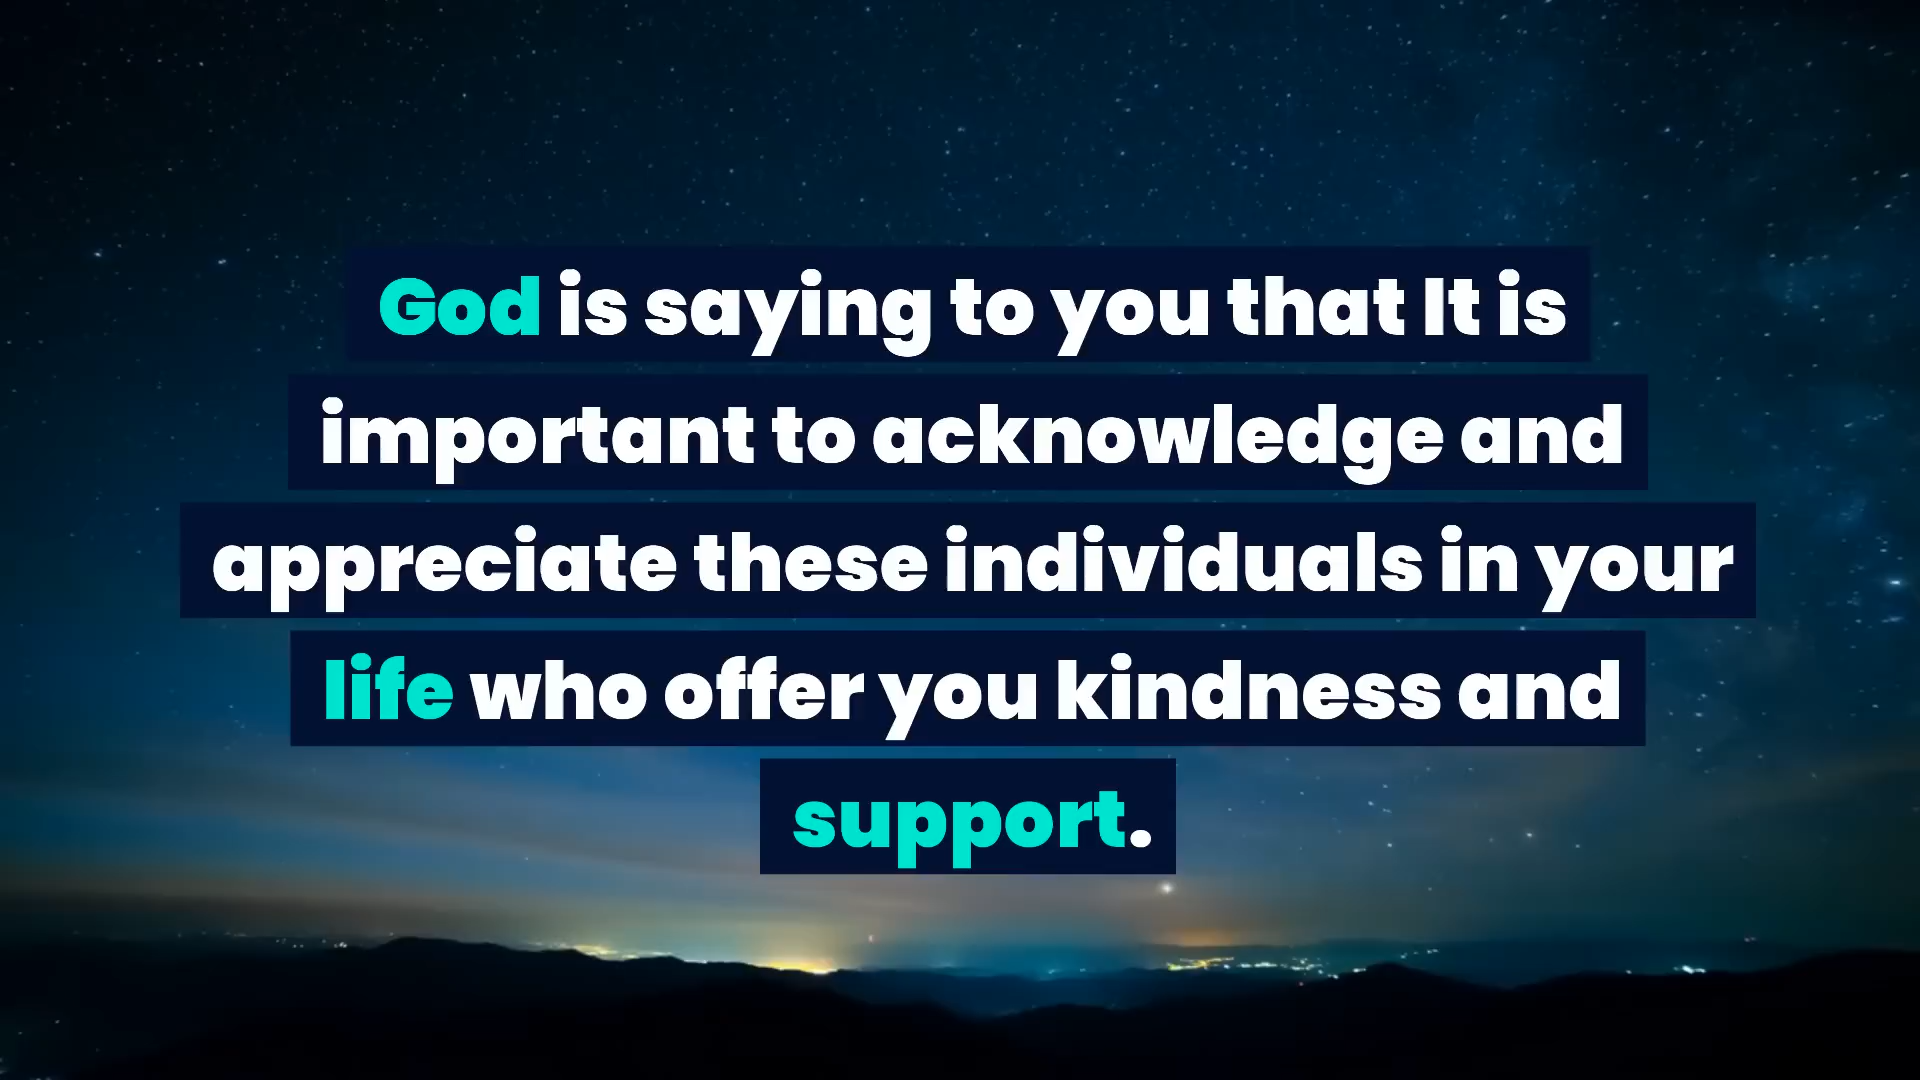 God is saying to you that It is
important to acknowledge and
appreciate these individuals in your
life who offer you kindness and
support.